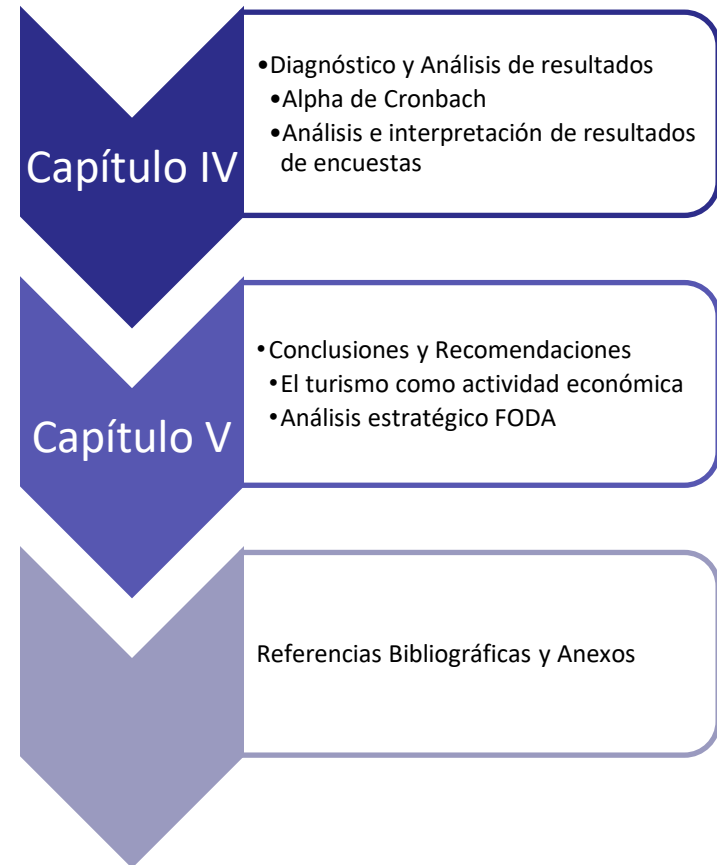 Capítulo IV
•Diagnóstico y Análisis de resultados
•Alpha de Cronbach
•Análisis e interpretación de resultados
de encuestas
Capítulo V
•Conclusiones y Recomendaciones
•El turismo como actividad económica
•Análisis estratégico FODA
Referencias Bibliográficas y Anexos